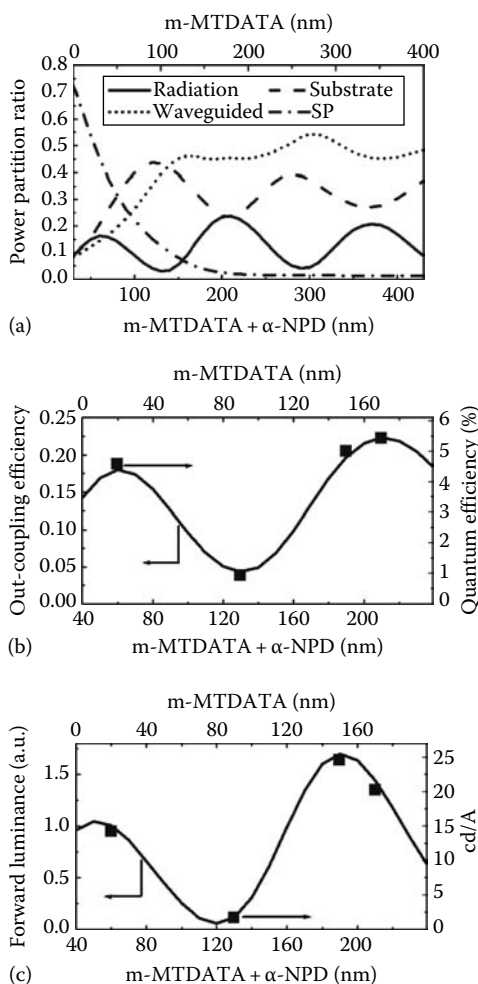 m-MTDATA (nm)
0 100 200 300 400
0.8
0.7
0.6
0.5
0.4
0.3
0.2
0.1
0.0
Power partition ratio
Radiation Substrate
Waveguided SP
100 200 300 400
(a) m-MTDATA + α-NPD (nm)
m-MTDATA (nm)
0 40 80 120 160
0.25
0.20
0.15
0.10
0.05
0.00
Out-coupling efficiency
6
5
4
3
2
1
0
Quantum efficiency (%)
40 80 120 160 200
(b) m-MTDATA + α-NPD (nm)
m-MTDATA (nm)
0 40 80 120 160
1.5
1.0
0.5
0.0
Forward luminance (a.u.)
25
20
15
10
5
0
cd/A
40 80 120 160 200
(c) m-MTDATA + α-NPD (nm)